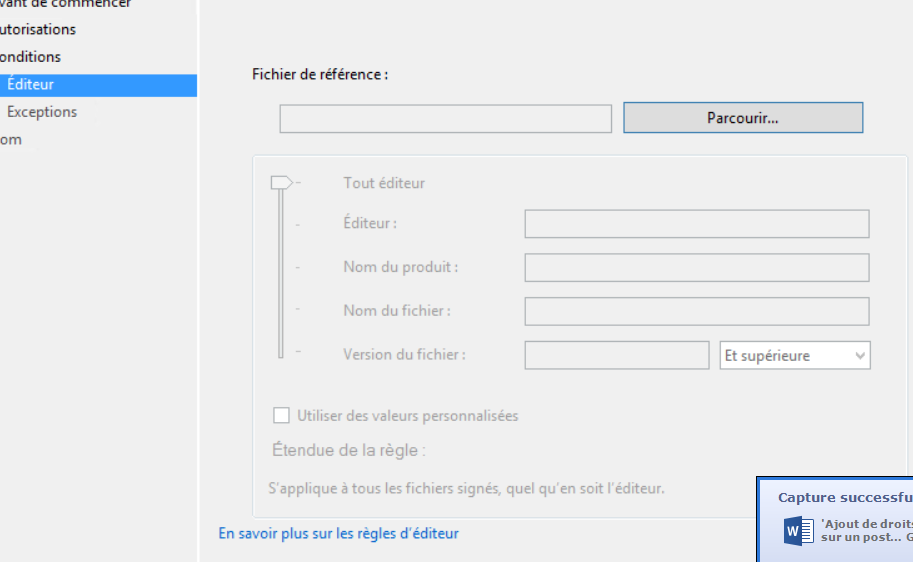 vant de commencer
utorisations
onditions
Éditeur
Exceptions
om
Fichier de référence :
Parcourir...
Tout éditeur
Éditeur :
Nom du produit :
Nom du fichier :
Version du fichier :
Et supérieure
Utiliser des valeurs personnalisées
Étendue de la règle :
S'applique à tous les fichiers signés, quel qu'en soit l'éditeur.
En savoir plus sur les règles d'éditeur
Capture successfu
'Ajout de droits
sur un post... G